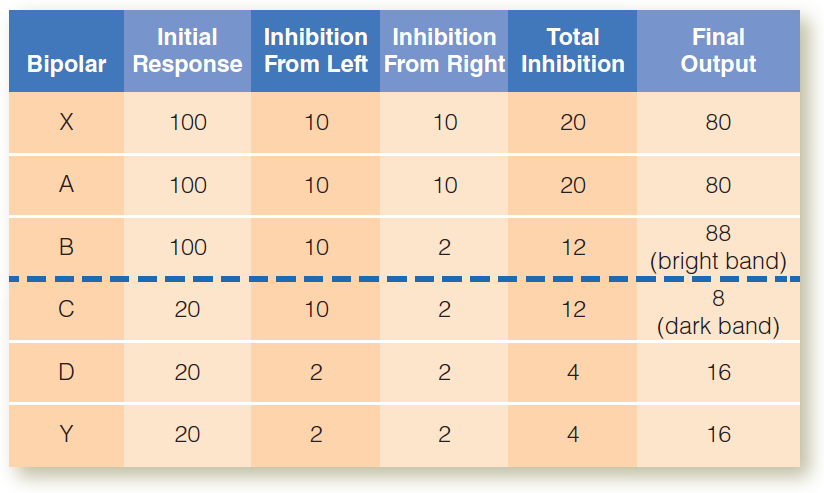 Bipolar Initial Response Inhibition From Left Inhibition From Right Total Inhibition Final Output
X 100 10 10 20 80
A 100 10 10 20 80
B 100 10 2 12 88 (bright band)
C 20 10 2 12 8 (dark band)
D 20 2 2 4 16
Y 20 2 2 4 16